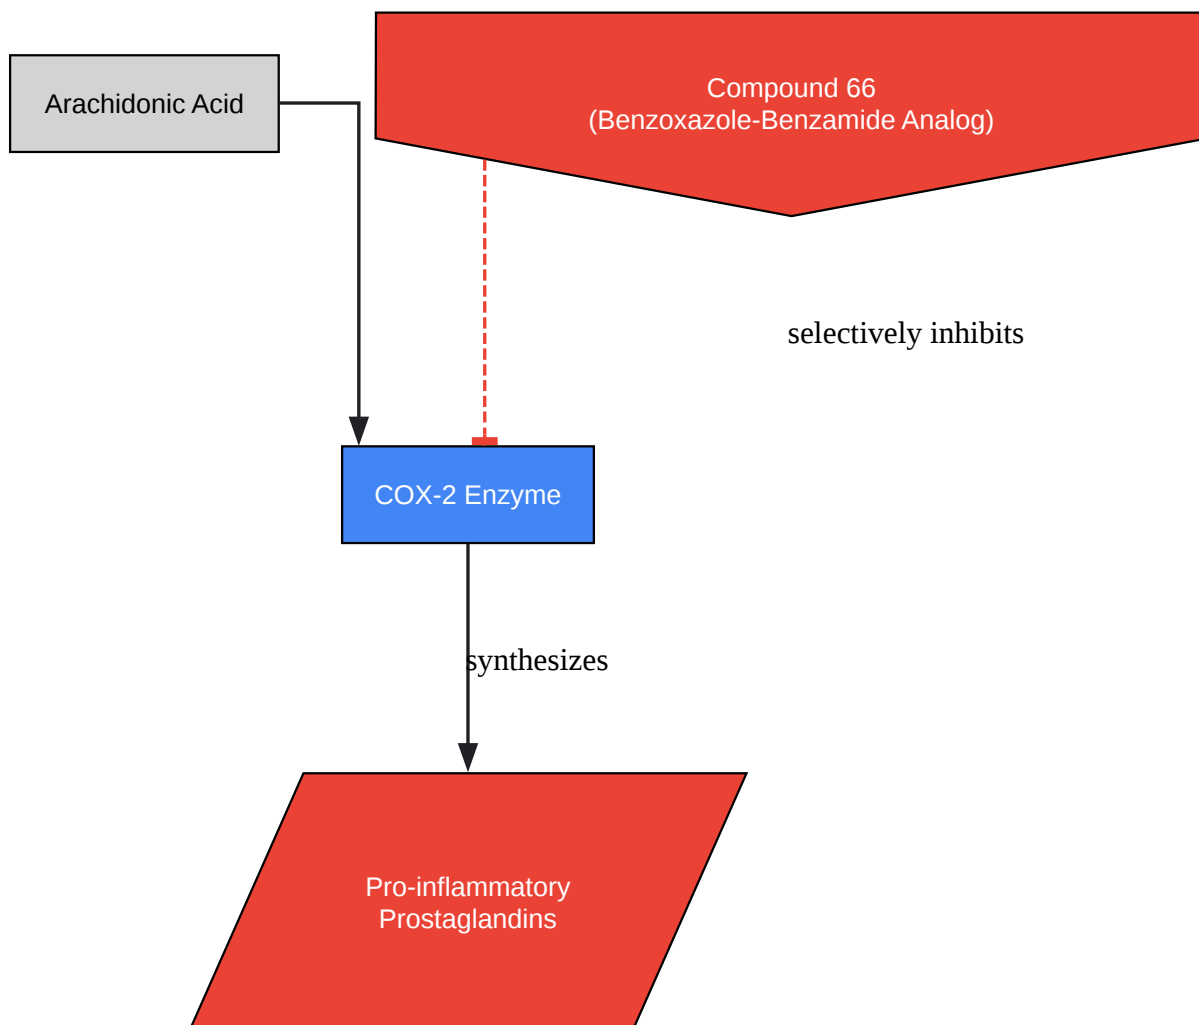 Arachidonic Acid
Compound 66
(Benzoxazole-Benzamide Analog)
selectively inhibits
COX-2 Enzyme
synthesizes
Pro-inflammatory
Prostaglandins